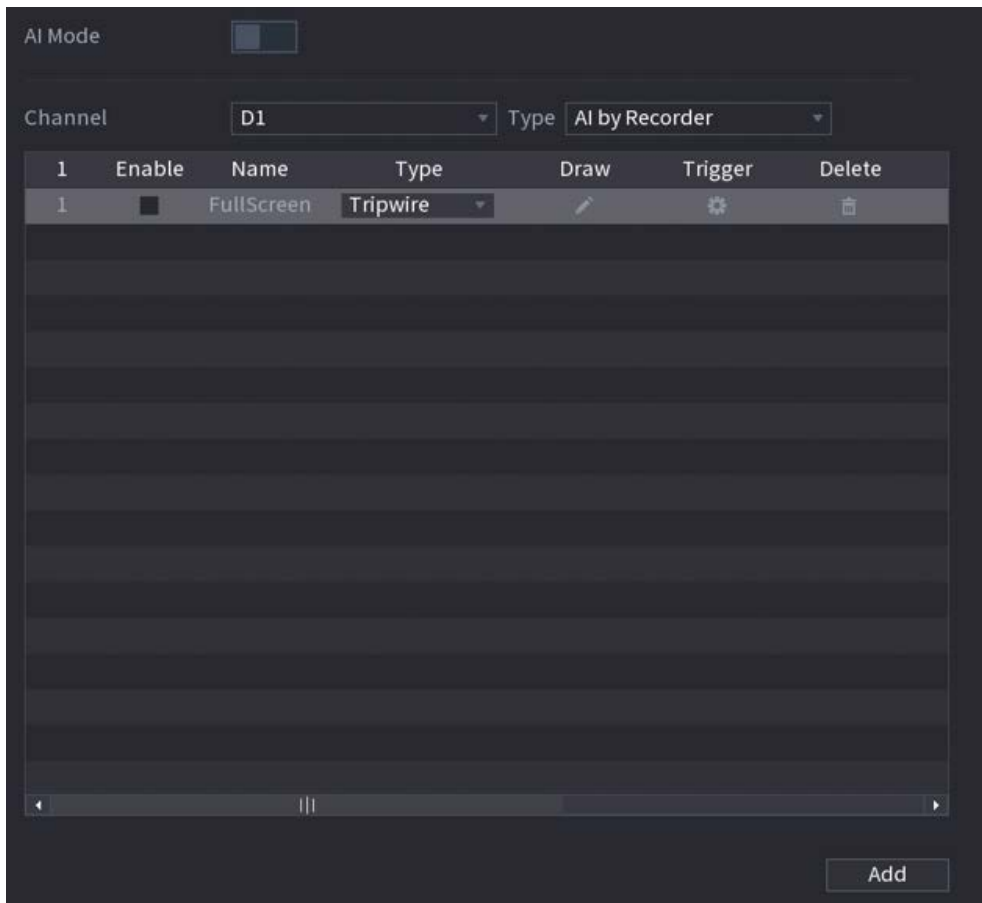 AI Mode
Channel D1 Type AI by Recorder
1 Enable Name Type Draw Trigger Delete
1 FullScreen Tripwire
Add